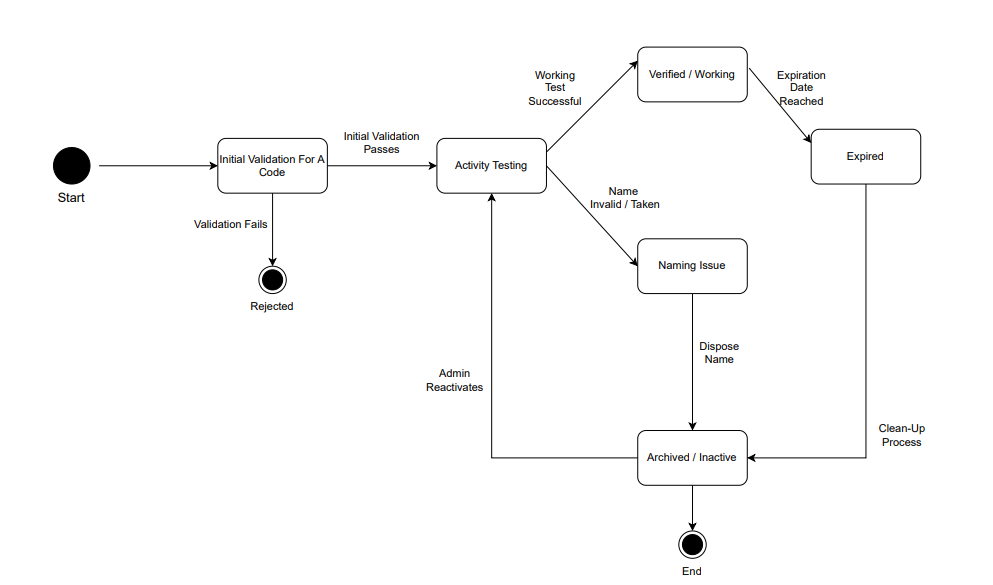 Start
Initial Validation For A
Code
Validation Fails
Rejected
Initial Validation
Passes
Activity Testing
Working
Test
Successful
Verified / Working
Expiration
Date
Reached
Expired
Name
Invalid / Taken
Naming Issue
Dispose
Name
Admin
Reactivates
Clean-Up
Process
Archived / Inactive
End